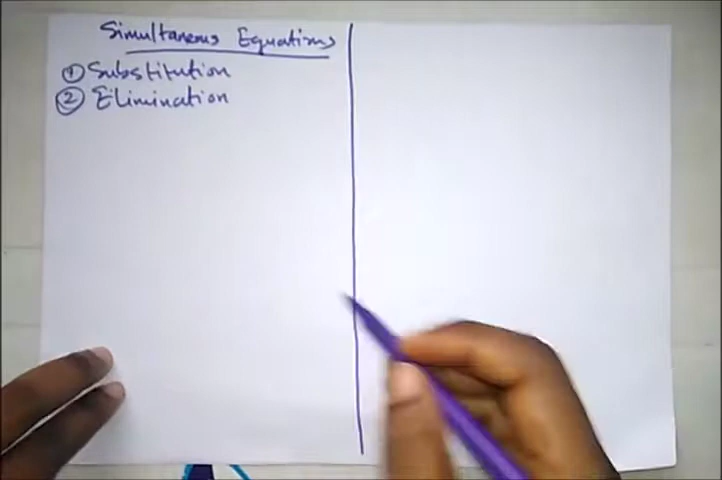 Simultaneous Equations
① Substitution
② Elimination